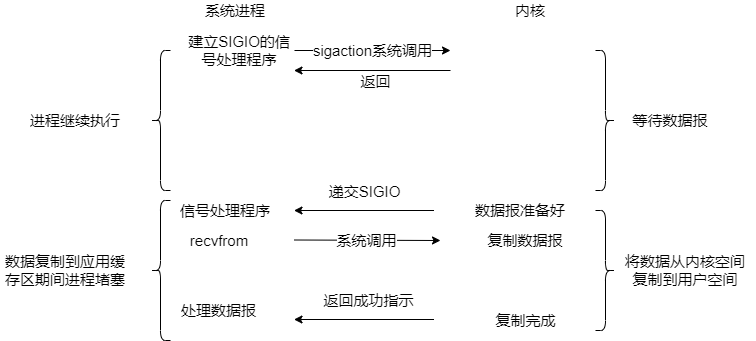 系统进程
内核
建立SIGIO的信
号处理程序
sigaction系统调用
返回
进程继续执行
等待数据报
递交SIGIO
信号处理程序
数据报准备好
recvfrom
系统调用
复制数据报
数据复制到应用缓
存区期间进程堵塞
将数据从内核空间
复制到用户空间
返回成功指示
处理数据报
复制完成